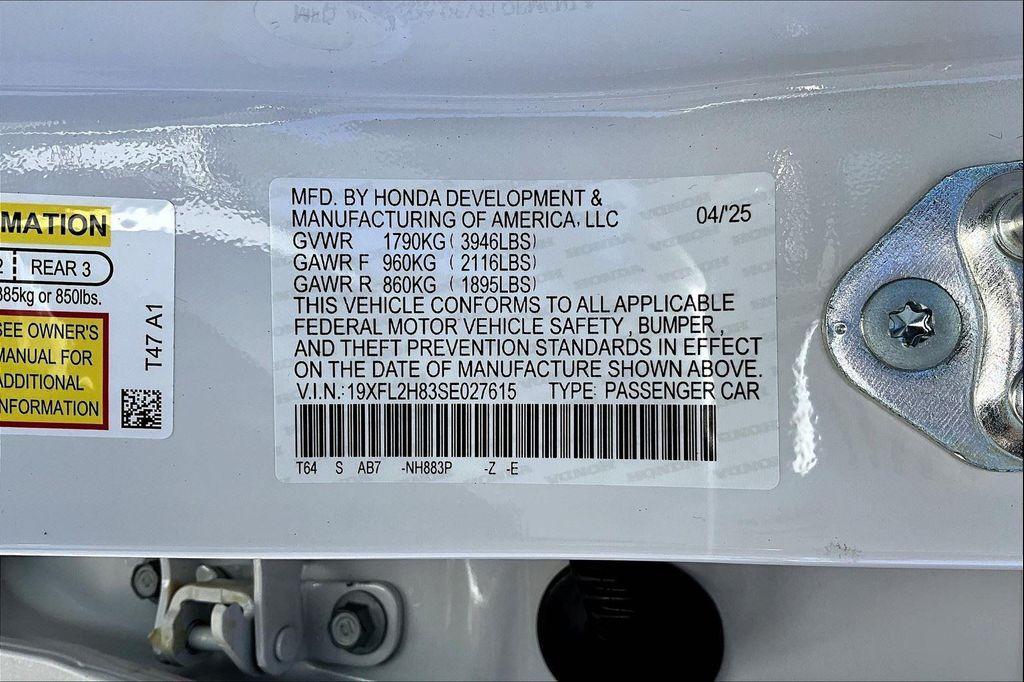 MATION
2 REAR 3
385kg or 850lbs.
SEE OWNER'S
MANUAL FOR
ADDITIONAL
INFORMATION
T47 A1
MFD. BY HONDA DEVELOPMENT &
MANUFACTURING OF AMERICA, LLC 04/'25
GVWR 1790KG ( 3946LBS)
GAWR F 960KG ( 2116LBS)
GAWR R 860KG ( 1895LBS)
THIS VEHICLE CONFORMS TO ALL APPLICABLE
FEDERAL MOTOR VEHICLE SAFETY , BUMPER ,
AND THEFT PREVENTION STANDARDS IN EFFECT
ON THE DATE OF MANUFACTURE SHOWN ABOVE.
V.I.N.: 19XFL2H83SE027615 TYPE: PASSENGER CAR
T64 S AB7 -NH883P -Z -E